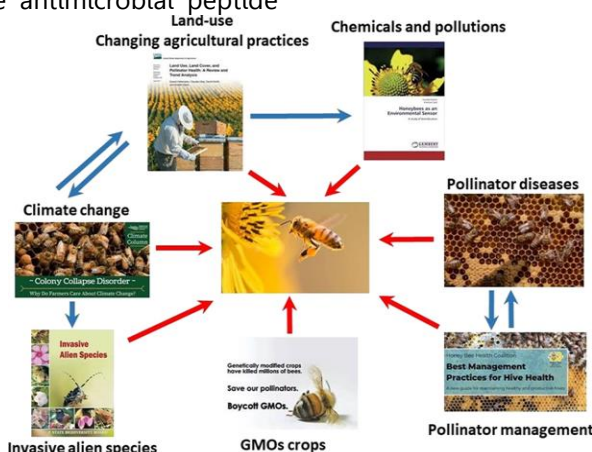 e antimicrobial peptide
Land-use
Changing agricultural practices
Chemicals and pollutions
Land Use, Land Cover, and
Pollinator Health: A Review and
Trend Analysis
Honeybees as an
Environmental Sensor
LAMBERT
Climate change
Pollinator diseases
Climate
Column
~ Colony Collapse Disorder ~
Why Do Farmers Care About Climate Change?
Invasive
Alien Species
Genetically modified crops
have killed millions of bees.
Save our pollinators.
Boycott GMOs.
Honey Bee Health Coalition
Best Management
Practices for Hive Health
Invasive alien species
GMOs crops
Pollinator management